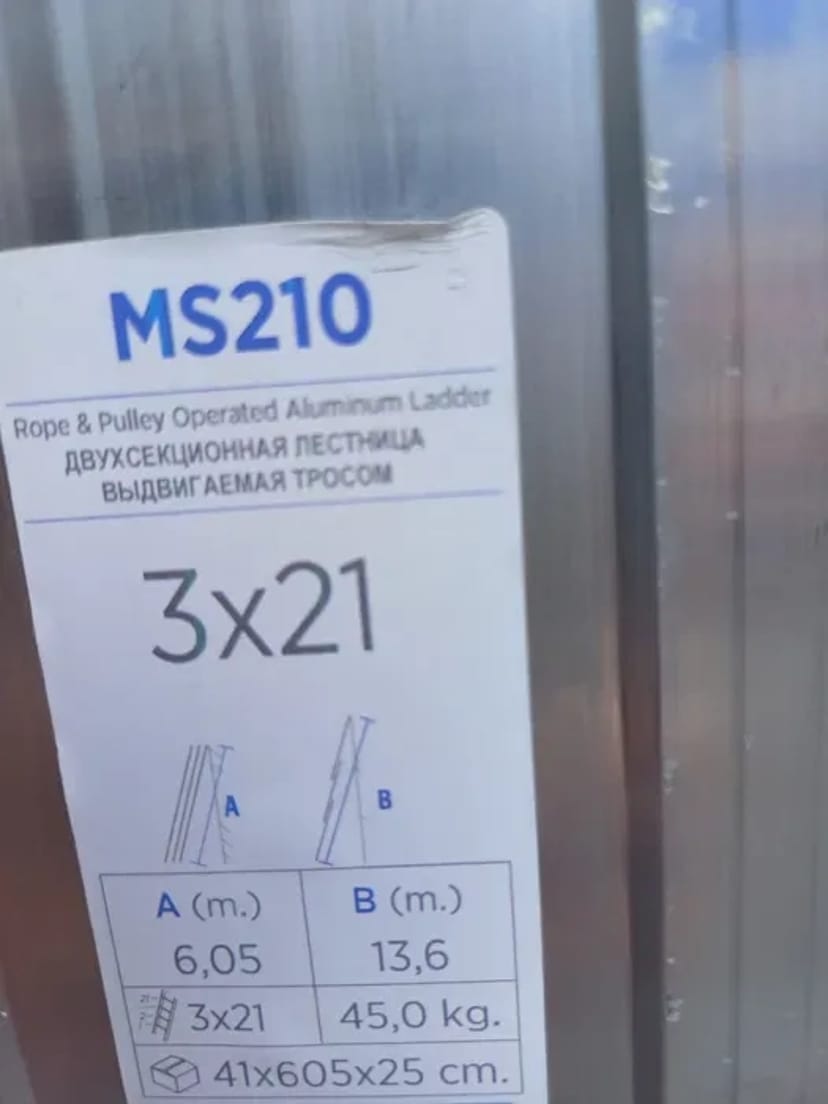 MS210
Rope & Pulley Operated Aluminum Ladder
ДВУХСЕКЦИОННАЯ ЛЕСТНИЦА
ВЫДВИГАЕМАЯ ТРОСОМ
3x21
A B
A (m.) B (m.)
6,05 13,6
3x21 45,0 kg.
41x605x25 cm.